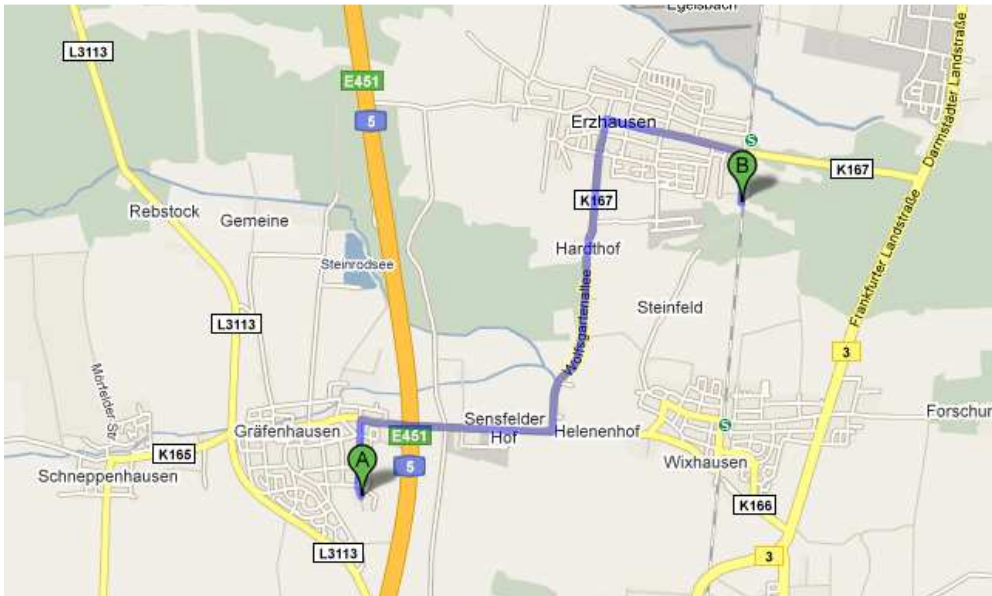 Egelsbach
L3113
E451
5
Erzhausen
S
B
K167
K167
Darmstädter Landstraße
Rebstock
Gemeine
Hardthof
Steinrodsee
Steinfeld
Frankfurter Landstraße
L3113
Wolfsgartenallee
3
Mörfelder-Str
Sensfelder
Hof
Forschun
Gräfenhausen
E451
Helenenhof
S
K165
A
5
Wixhausen
Schneppenhausen
K166
L3113
3